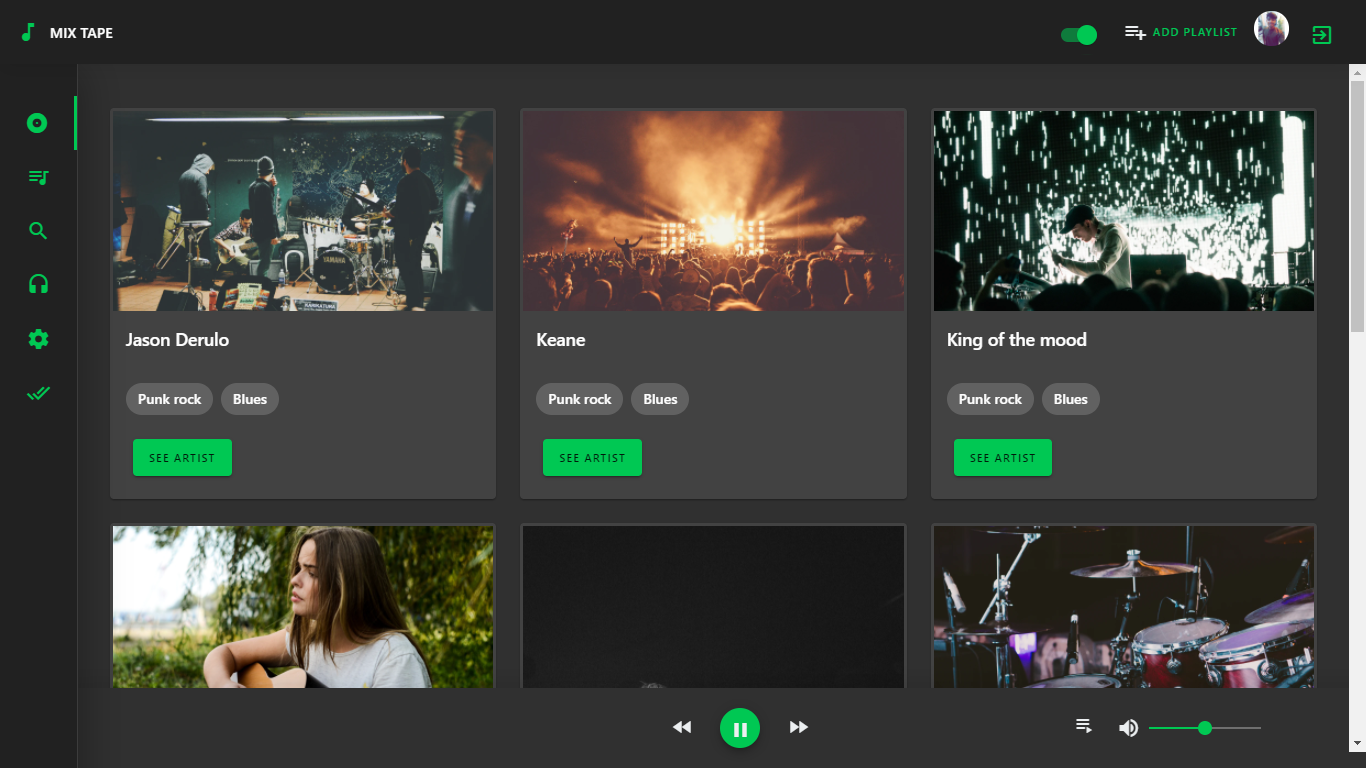 MIX TAPE
ADD PLAYLIST
YAMAHA
Jason Derulo
Keane
King of the mood
Punk rock
Blues
Punk rock
Blues
Punk rock
Blues
SEE ARTIST
SEE ARTIST
SEE ARTIST